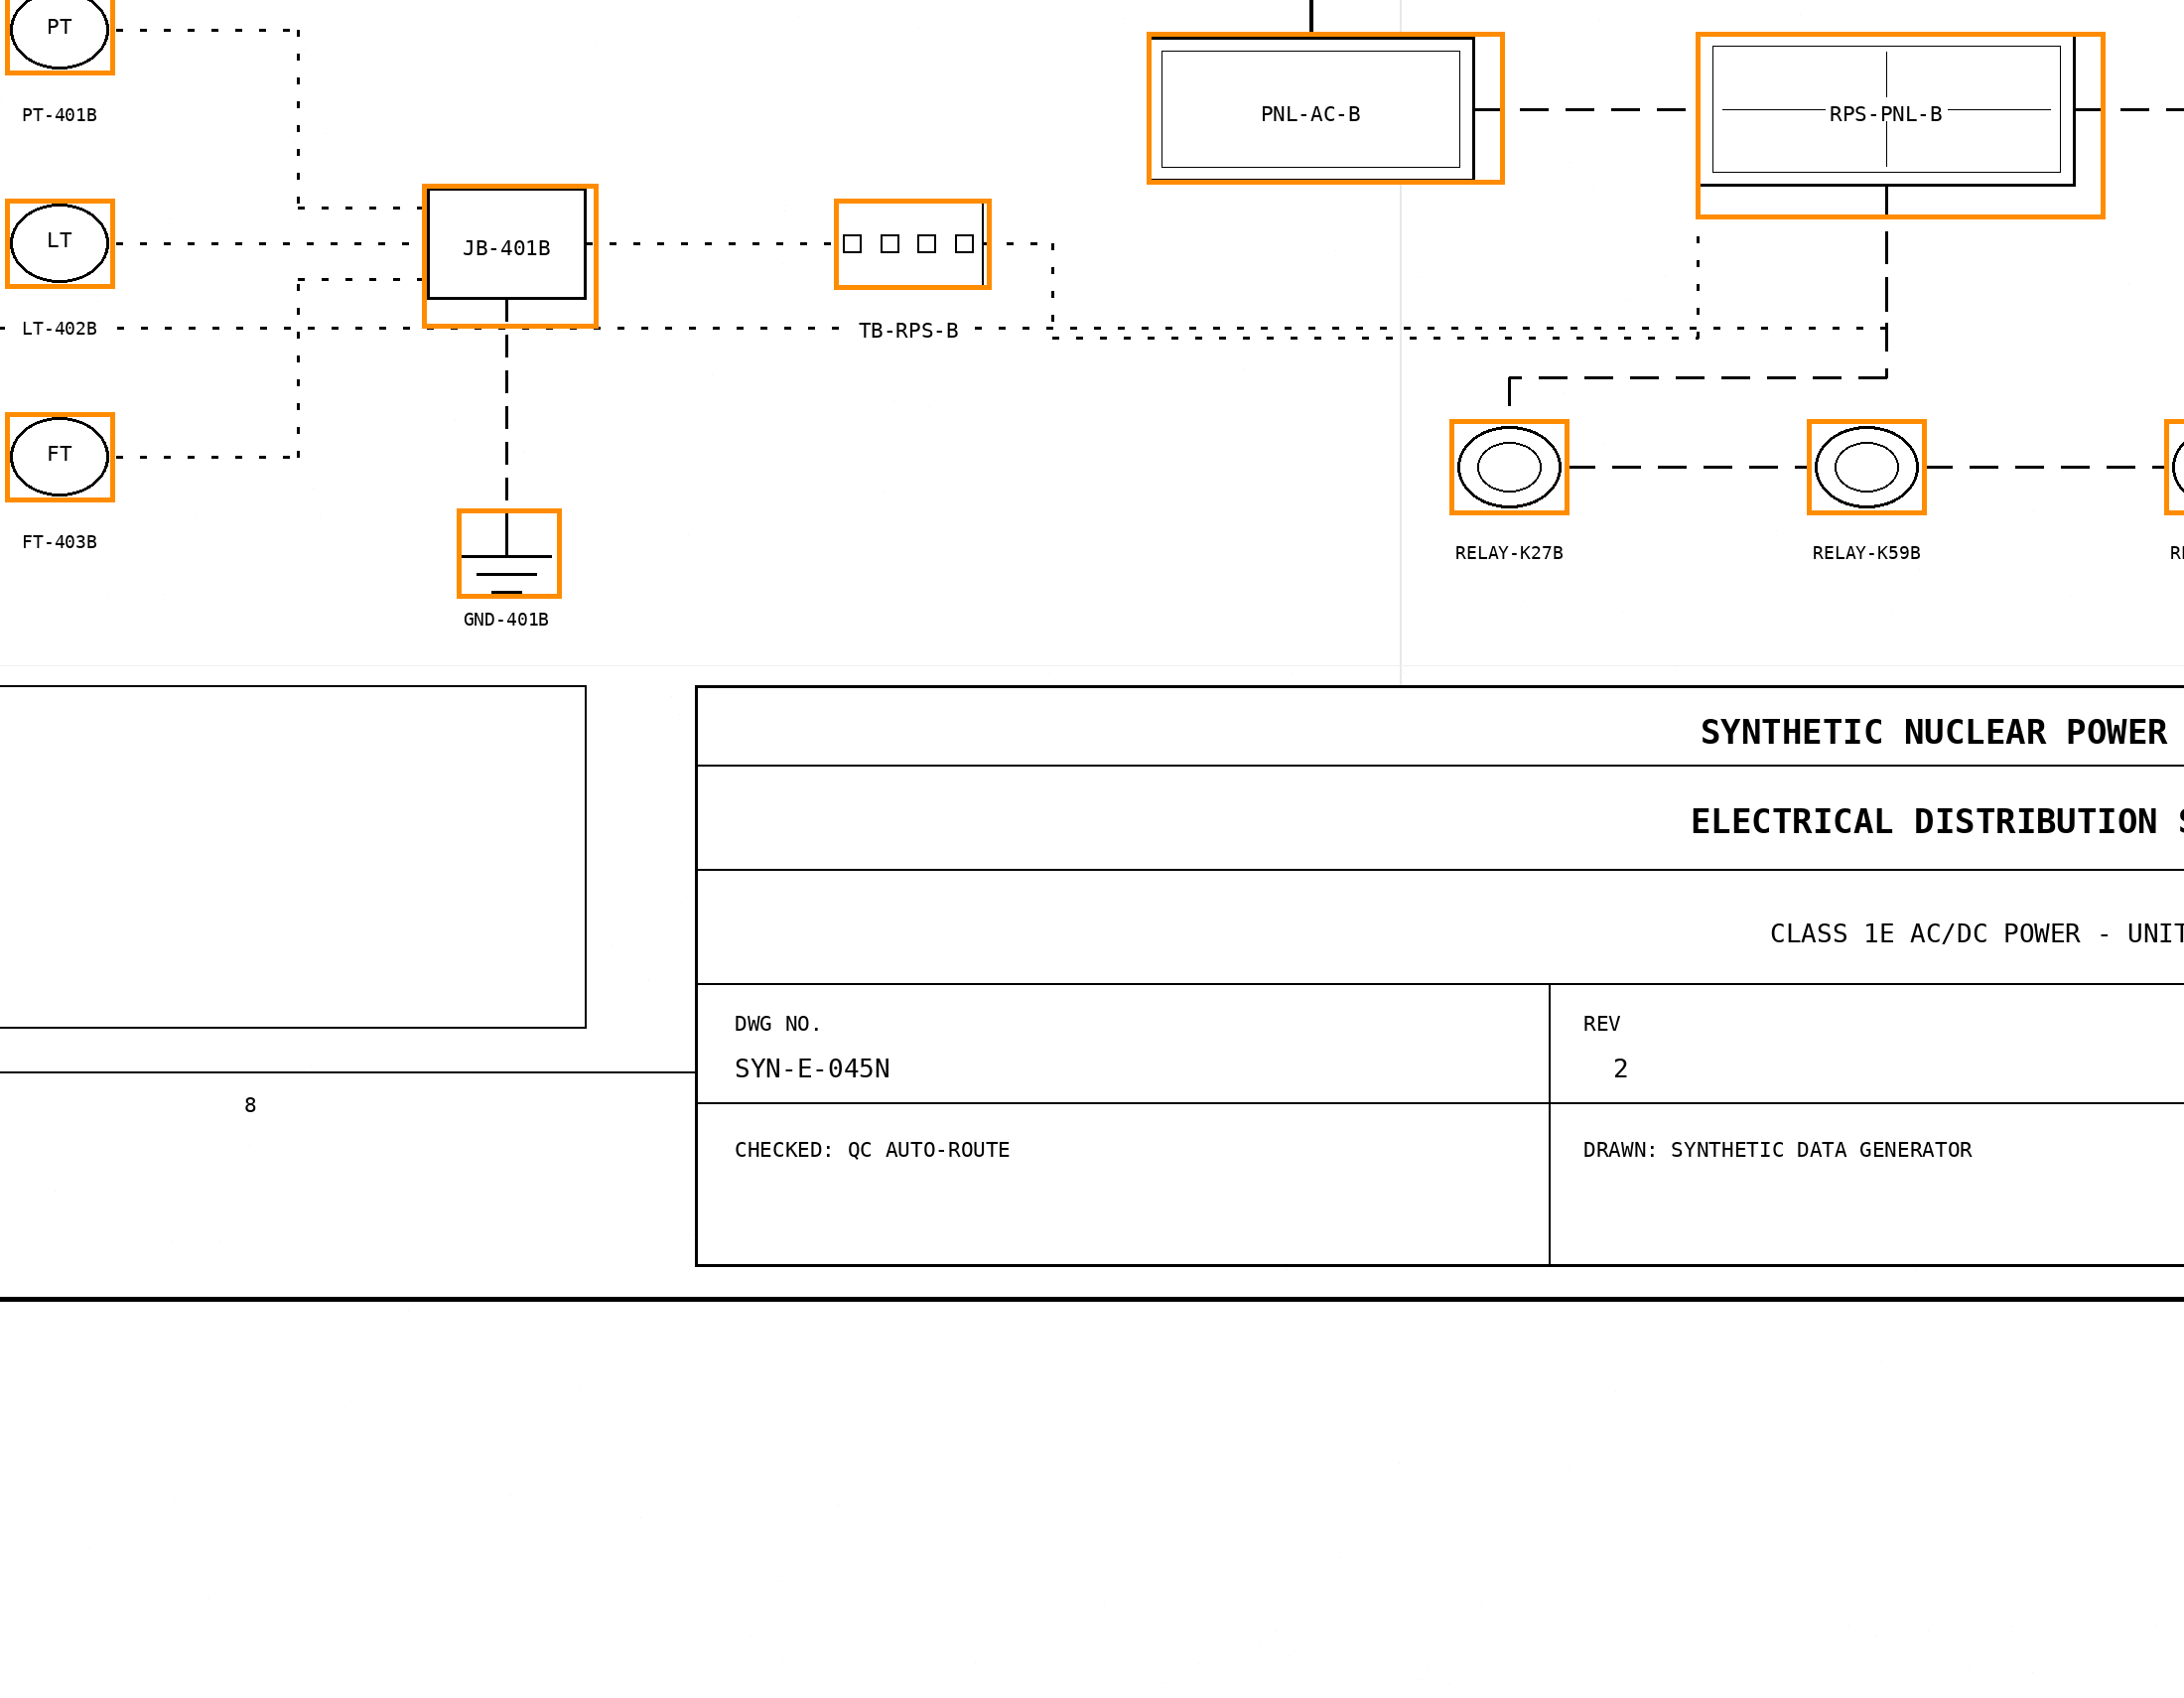 PT
PT-401B
PNL-AC-B
RPS-PNL-B
LT
JB-401B
LT-402B
TB-RPS-B
FT
FT-403B
RELAY-K27B
RELAY-K59B
GND-401B
SYNTHETIC NUCLEAR POWER
ELECTRICAL DISTRIBUTION
CLASS 1E AC/DC POWER - UNIT
DWG NO.
REV
SYN-E-045N
2
8
CHECKED: QC AUTO-ROUTE
DRAWN: SYNTHETIC DATA GENERATOR